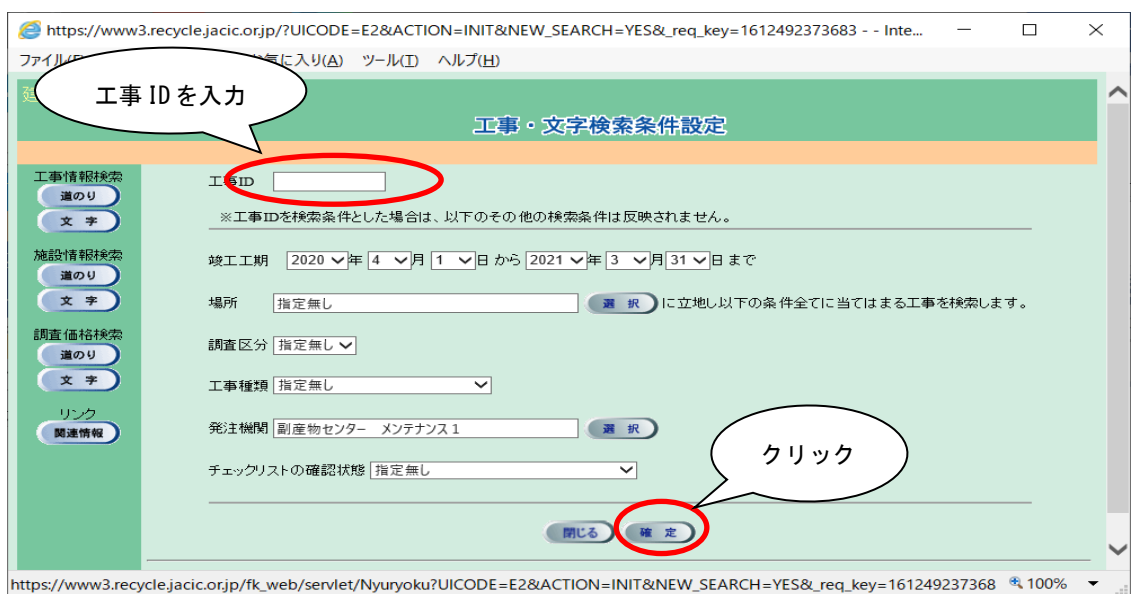 https://www3.recycle.jacic.or.jp/?UICODE=E2&ACTION=INIT&NEW_SEARCH=YES&_req_key=1612492373683 - - Inte...
ファイル(F) 気に入り(A) ツール(T) ヘルプ(H)
工事 ID を入力
工事・文字検索条件設定
工事情報検索
道のり
文 字
施設情報検索
道のり
文 字
調査価格検索
道のり
文 字
リンク
関連情報
工事ID
※工事IDを検索条件とした場合は、以下のその他の検索条件は反映されません。
竣工工期 2020 年 4 月 1 日 から 2021 年 3 月 31 日 まで
場所 指定無し 選 択 に立地し以下の条件全てに当てはまる工事を検索します。
調査区分 指定無し
工事種類 指定無し
発注機関 副産物センター メンテナンス1 選 択
チェックリストの確認状態 指定無し
クリック
閉じる 確 定
https://www3.recycle.jacic.or.jp/fk_web/servlet/Nyuryoku?UICODE=E2&ACTION=INIT&NEW_SEARCH=YES&_req_key=161249237368 100%